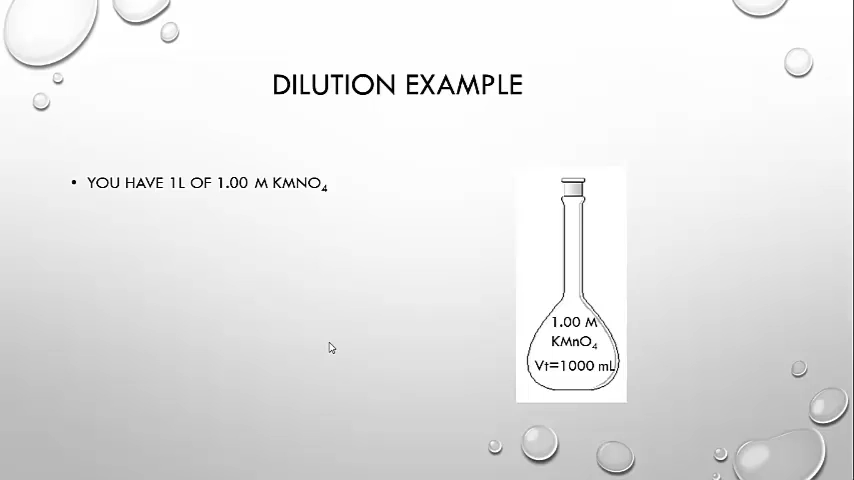 DILUTION EXAMPLE
• YOU HAVE 1L OF 1.00 M KMNO₄
1.00 M
KMnO₄
Vt=1000 mL